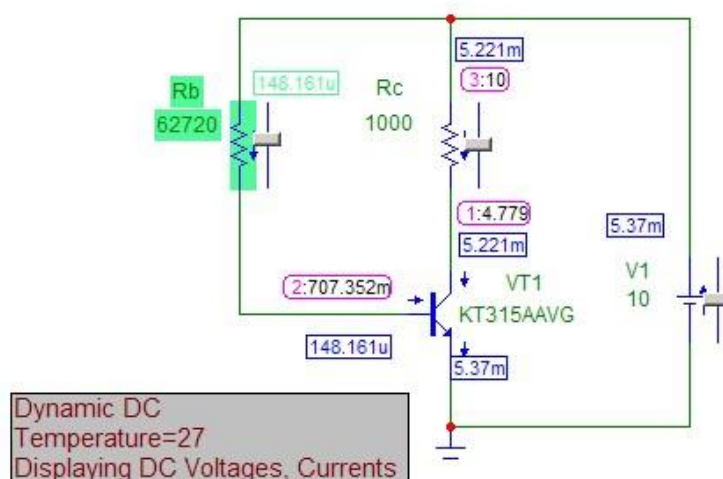 5.221m
Rb
148.161u
Rc
3:10
62720
1000
1:4.779
5.37m
5.221m
2:707.352m
VT1
V1
KT315AAVG
10
148.161u
5.37m
Dynamic DC
Temperature=27
Displaying DC Voltages, Currents